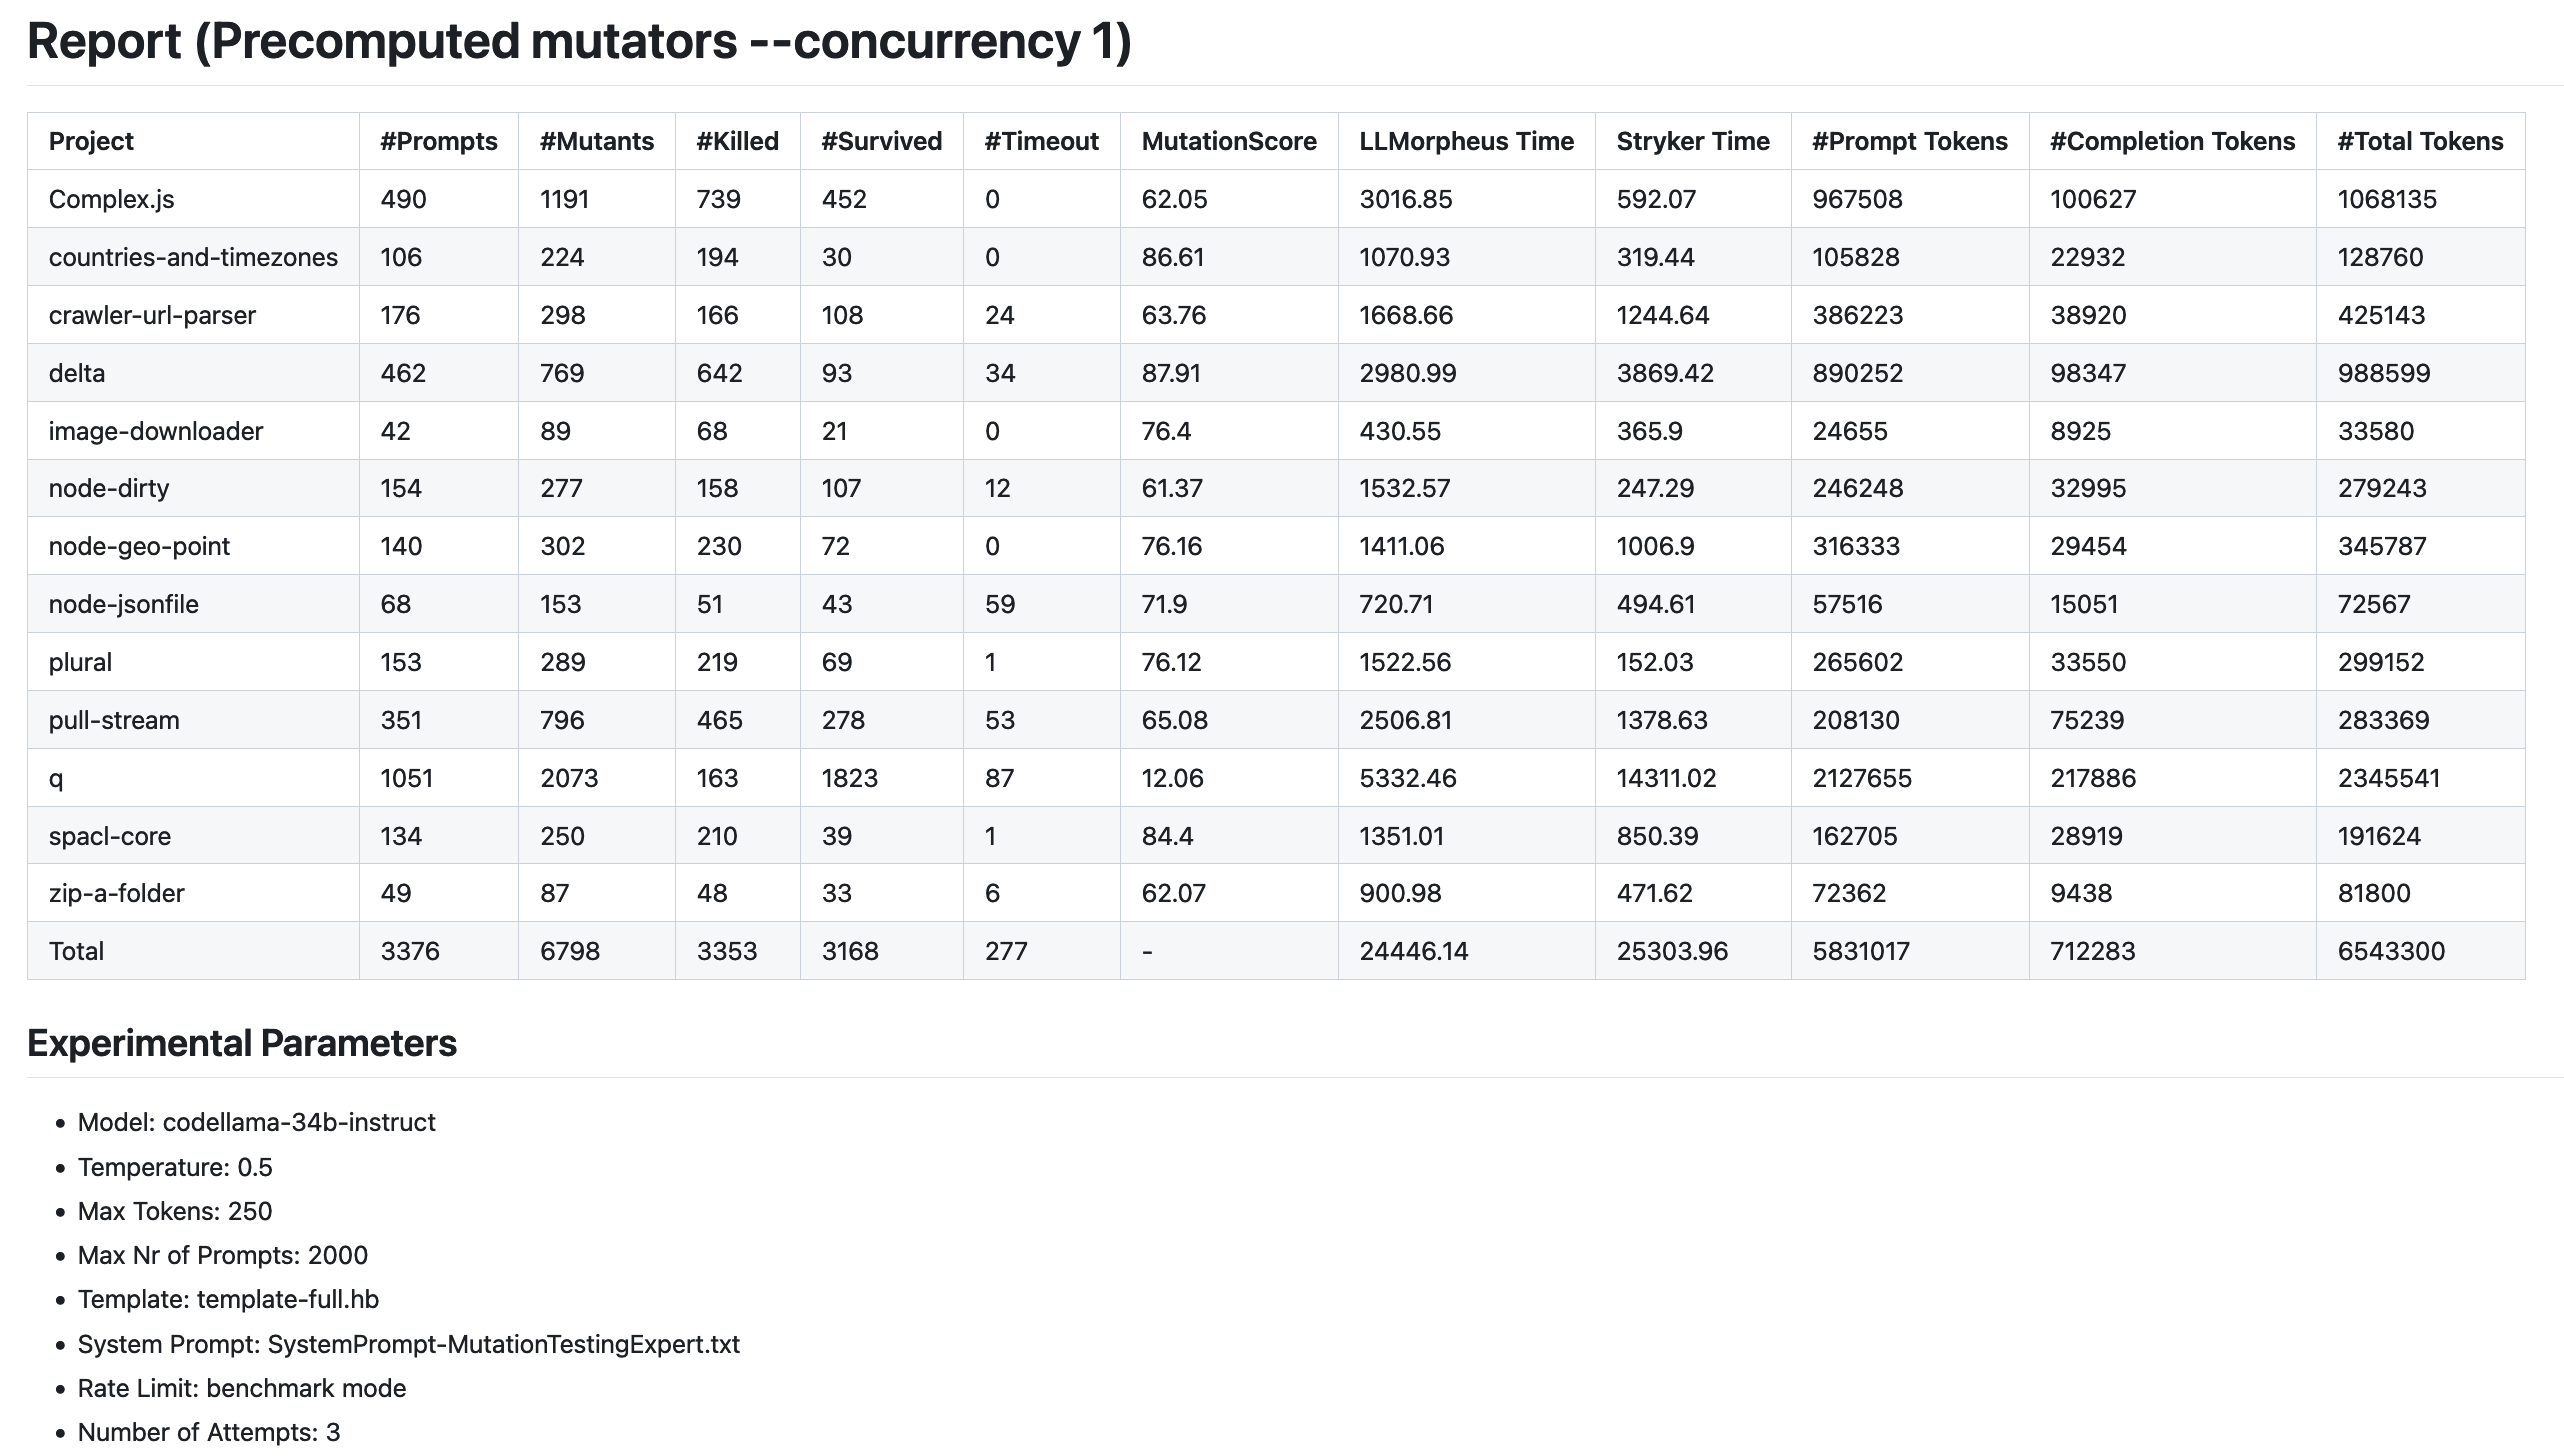 Report (Precomputed mutators --concurrency 1)
Project #Prompts #Mutants #Killed #Survived #Timeout MutationScore LLMorpheus Time Stryker Time #Prompt Tokens #Completion Tokens #Total Tokens
Complex.js 490 1191 739 452 0 62.05 3016.85 592.07 967508 100627 1068135
countries-and-timezones 106 224 194 30 0 86.61 1070.93 319.44 105828 22932 128760
crawler-url-parser 176 298 166 108 24 63.76 1668.66 1244.64 386223 38920 425143
delta 462 769 642 93 34 87.91 2980.99 3869.42 890252 98347 988599
image-downloader 42 89 68 21 0 76.4 430.55 365.9 24655 8925 33580
node-dirty 154 277 158 107 12 61.37 1532.57 247.29 246248 32995 279243
node-geo-point 140 302 230 72 0 76.16 1411.06 1006.9 316333 29454 345787
node-jsonfile 68 153 51 43 59 71.9 720.71 494.61 57516 15051 72567
plural 153 289 219 69 1 76.12 1522.56 152.03 265602 33550 299152
pull-stream 351 796 465 278 53 65.08 2506.81 1378.63 208130 75239 283369
q 1051 2073 163 1823 87 12.06 5332.46 14311.02 2127655 217886 2345541
spacl-core 134 250 210 39 1 84.4 1351.01 850.39 162705 28919 191624
zip-a-folder 49 87 48 33 6 62.07 900.98 471.62 72362 9438 81800
Total 3376 6798 3353 3168 277 - 24446.14 25303.96 5831017 712283 6543300
Experimental Parameters
• Model: codellama-34b-instruct
• Temperature: 0.5
• Max Tokens: 250
• Max Nr of Prompts: 2000
• Template: template-full.hb
• System Prompt: SystemPrompt-MutationTestingExpert.txt
• Rate Limit: benchmark mode
• Number of Attempts: 3